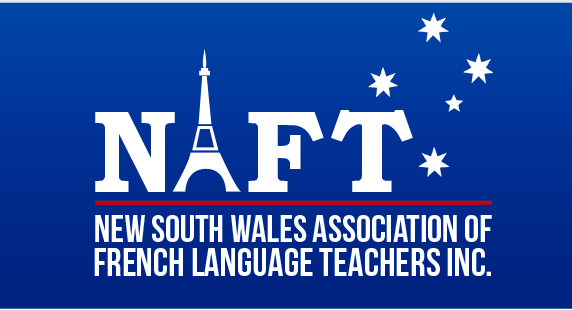 NAFT
NEW SOUTH WALES ASSOCIATION OF
FRENCH LANGUAGE TEACHERS INC.